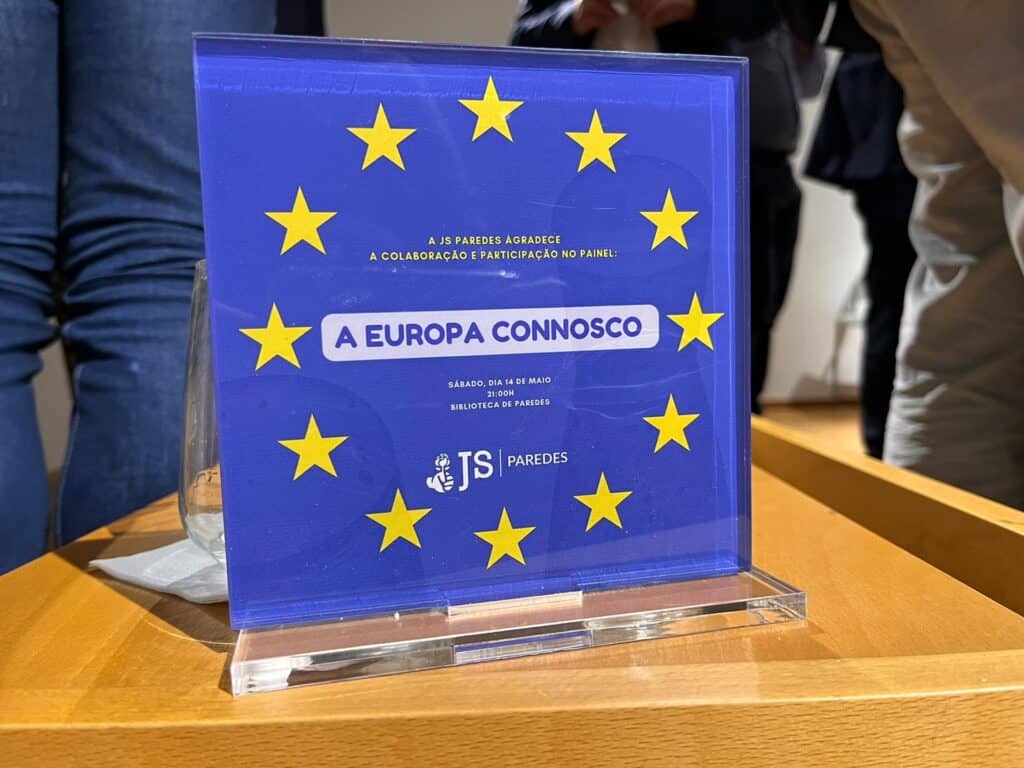 A JS PAREDES AGRADECE
A COLABORAÇÃO E PARTICIPAÇÃO NO PAINEL:
A EUROPA CONNOSCO
SÁBADO, DIA 14 DE MAIO
21:00H
BIBLIOTECA DE PAREDES
JS PAREDES